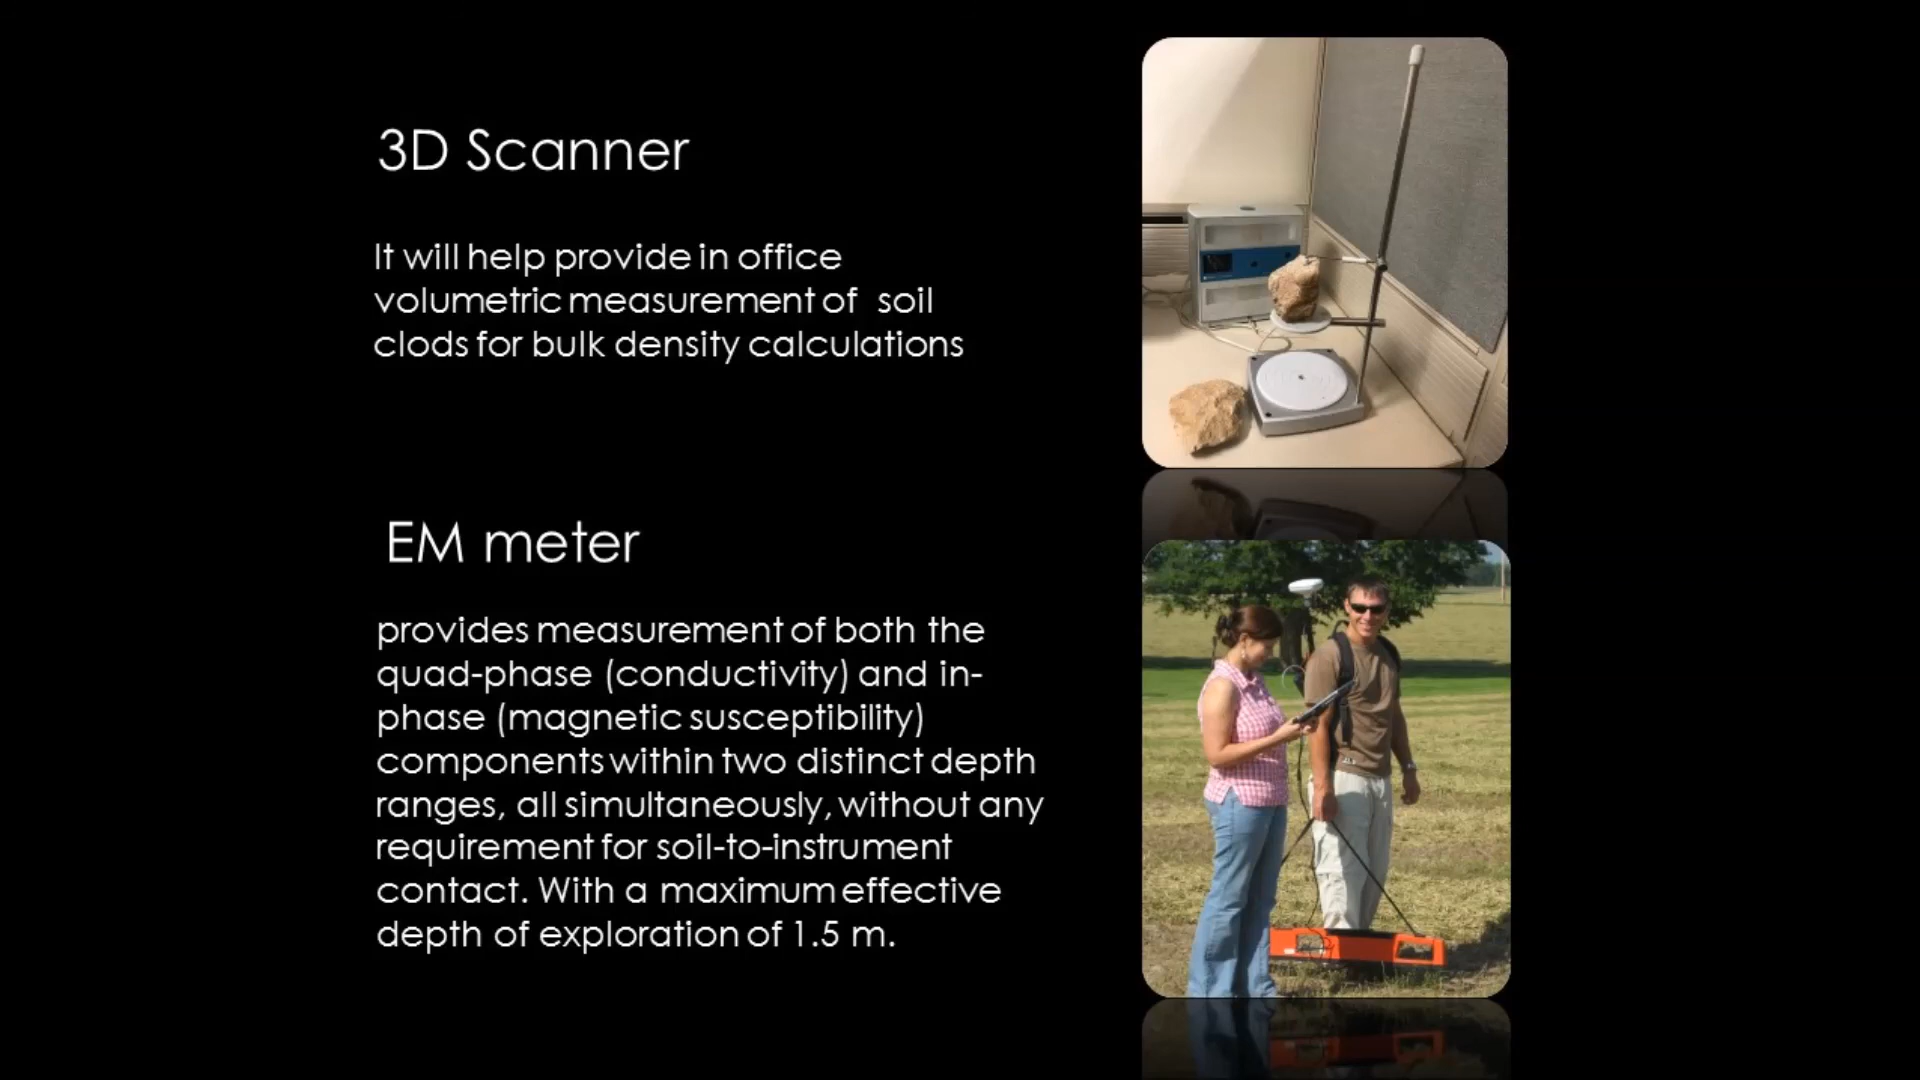 3D Scanner
It will help provide in office
volumetric measurement of soil
clods for bulk density calculations
EM meter
provides measurement of both the
quad-phase (conductivity) and in-
phase (magnetic susceptibility)
components within two distinct depth
ranges, all simultaneously, without any
requirement for soil-to-instrument
contact. With a maximum effective
depth of exploration of 1.5 m.